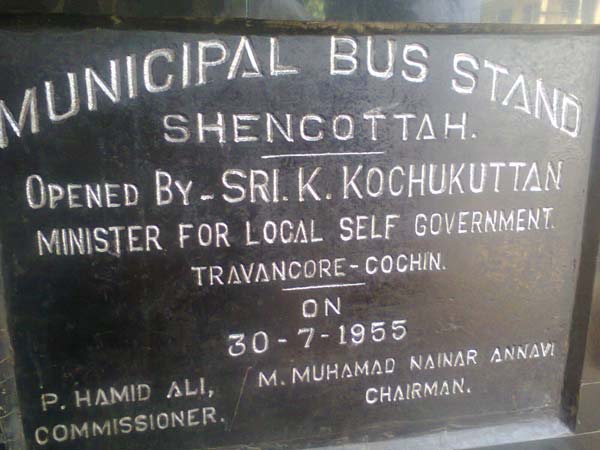 MUNICIPAL BUS STAND
SHENCOTTAH.
OPENED BY - SRI. K. KOCHUKUTTAN
MINISTER FOR LOCAL SELF GOVERNMENT.
TRAVANCORE - COCHIN.
ON
30 - 7 - 1955
P. HAMID ALI,
COMMISSIONER.
M. MUHAMAD NAINAR ANNAVI
CHAIRMAN.